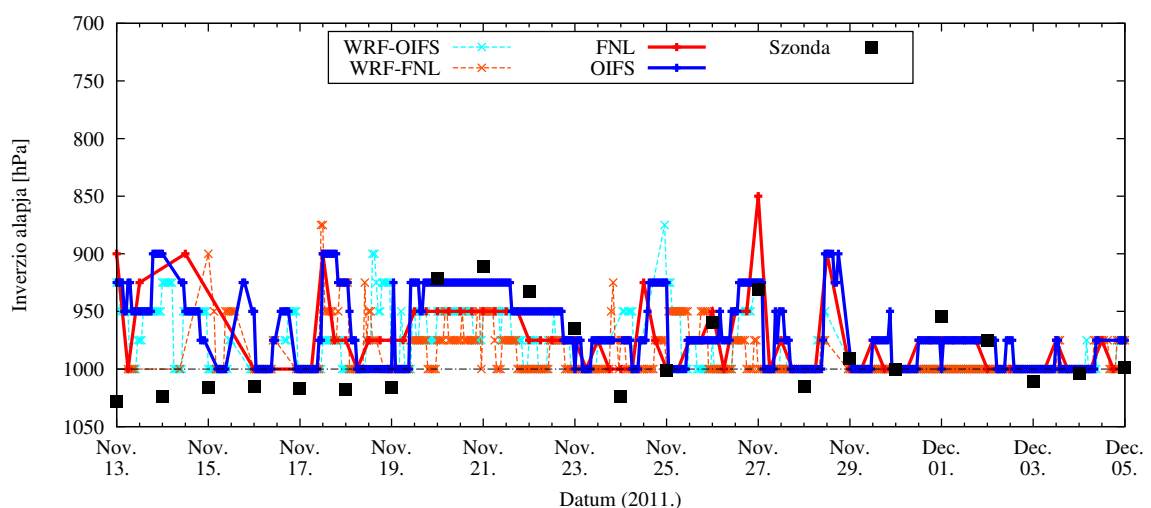 700
750
800
850
900
950
1000
1050
Inverzio alapja [hPa]
WRF-OIFS
WRF-FNL
FNL
OIFS
Szonda
Nov. 13.
Nov. 15.
Nov. 17.
Nov. 19.
Nov. 21.
Nov. 23.
Nov. 25.
Nov. 27.
Nov. 29.
Dec. 01.
Dec. 03.
Dec. 05.
Datum (2011.)